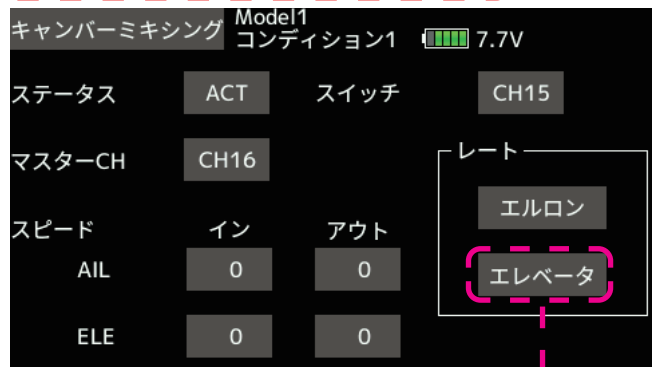 キャンバーミキシング Model1
コンディション1 7.7V
ステータス ACT スイッチ CH15
マスターCH CH16
レート
エルロン
スピード イン アウト
AIL 0 0
エレベータ
ELE 0 0